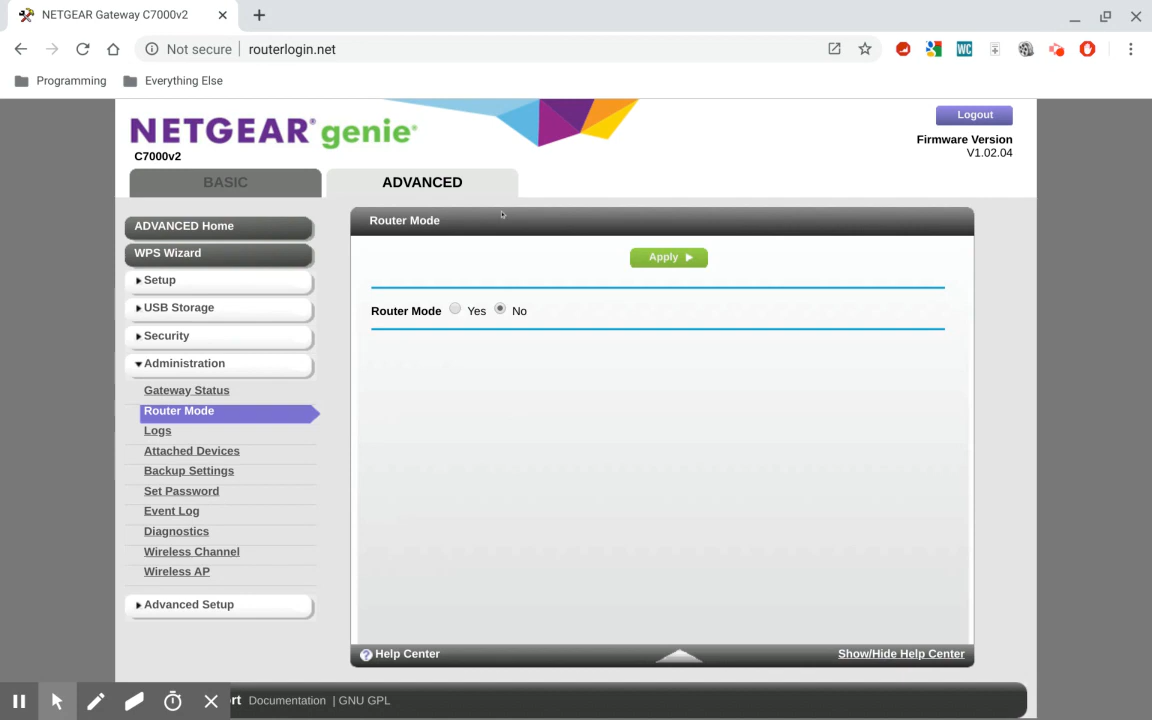 NETGEAR Gateway C7000v2
Not secure | routerlogin.net
WC
Programming
Everything Else
NETGEAR® genie®
C7000v2
Logout
Firmware Version
V1.02.04
BASIC
ADVANCED
ADVANCED Home
WPS Wizard
Setup
USB Storage
Security
Administration
Gateway Status
Router Mode
Logs
Attached Devices
Backup Settings
Set Password
Event Log
Diagnostics
Wireless Channel
Wireless AP
Advanced Setup
Router Mode
Apply
Router Mode Yes No
? Help Center
Show/Hide Help Center
rt Documentation | GNU GPL